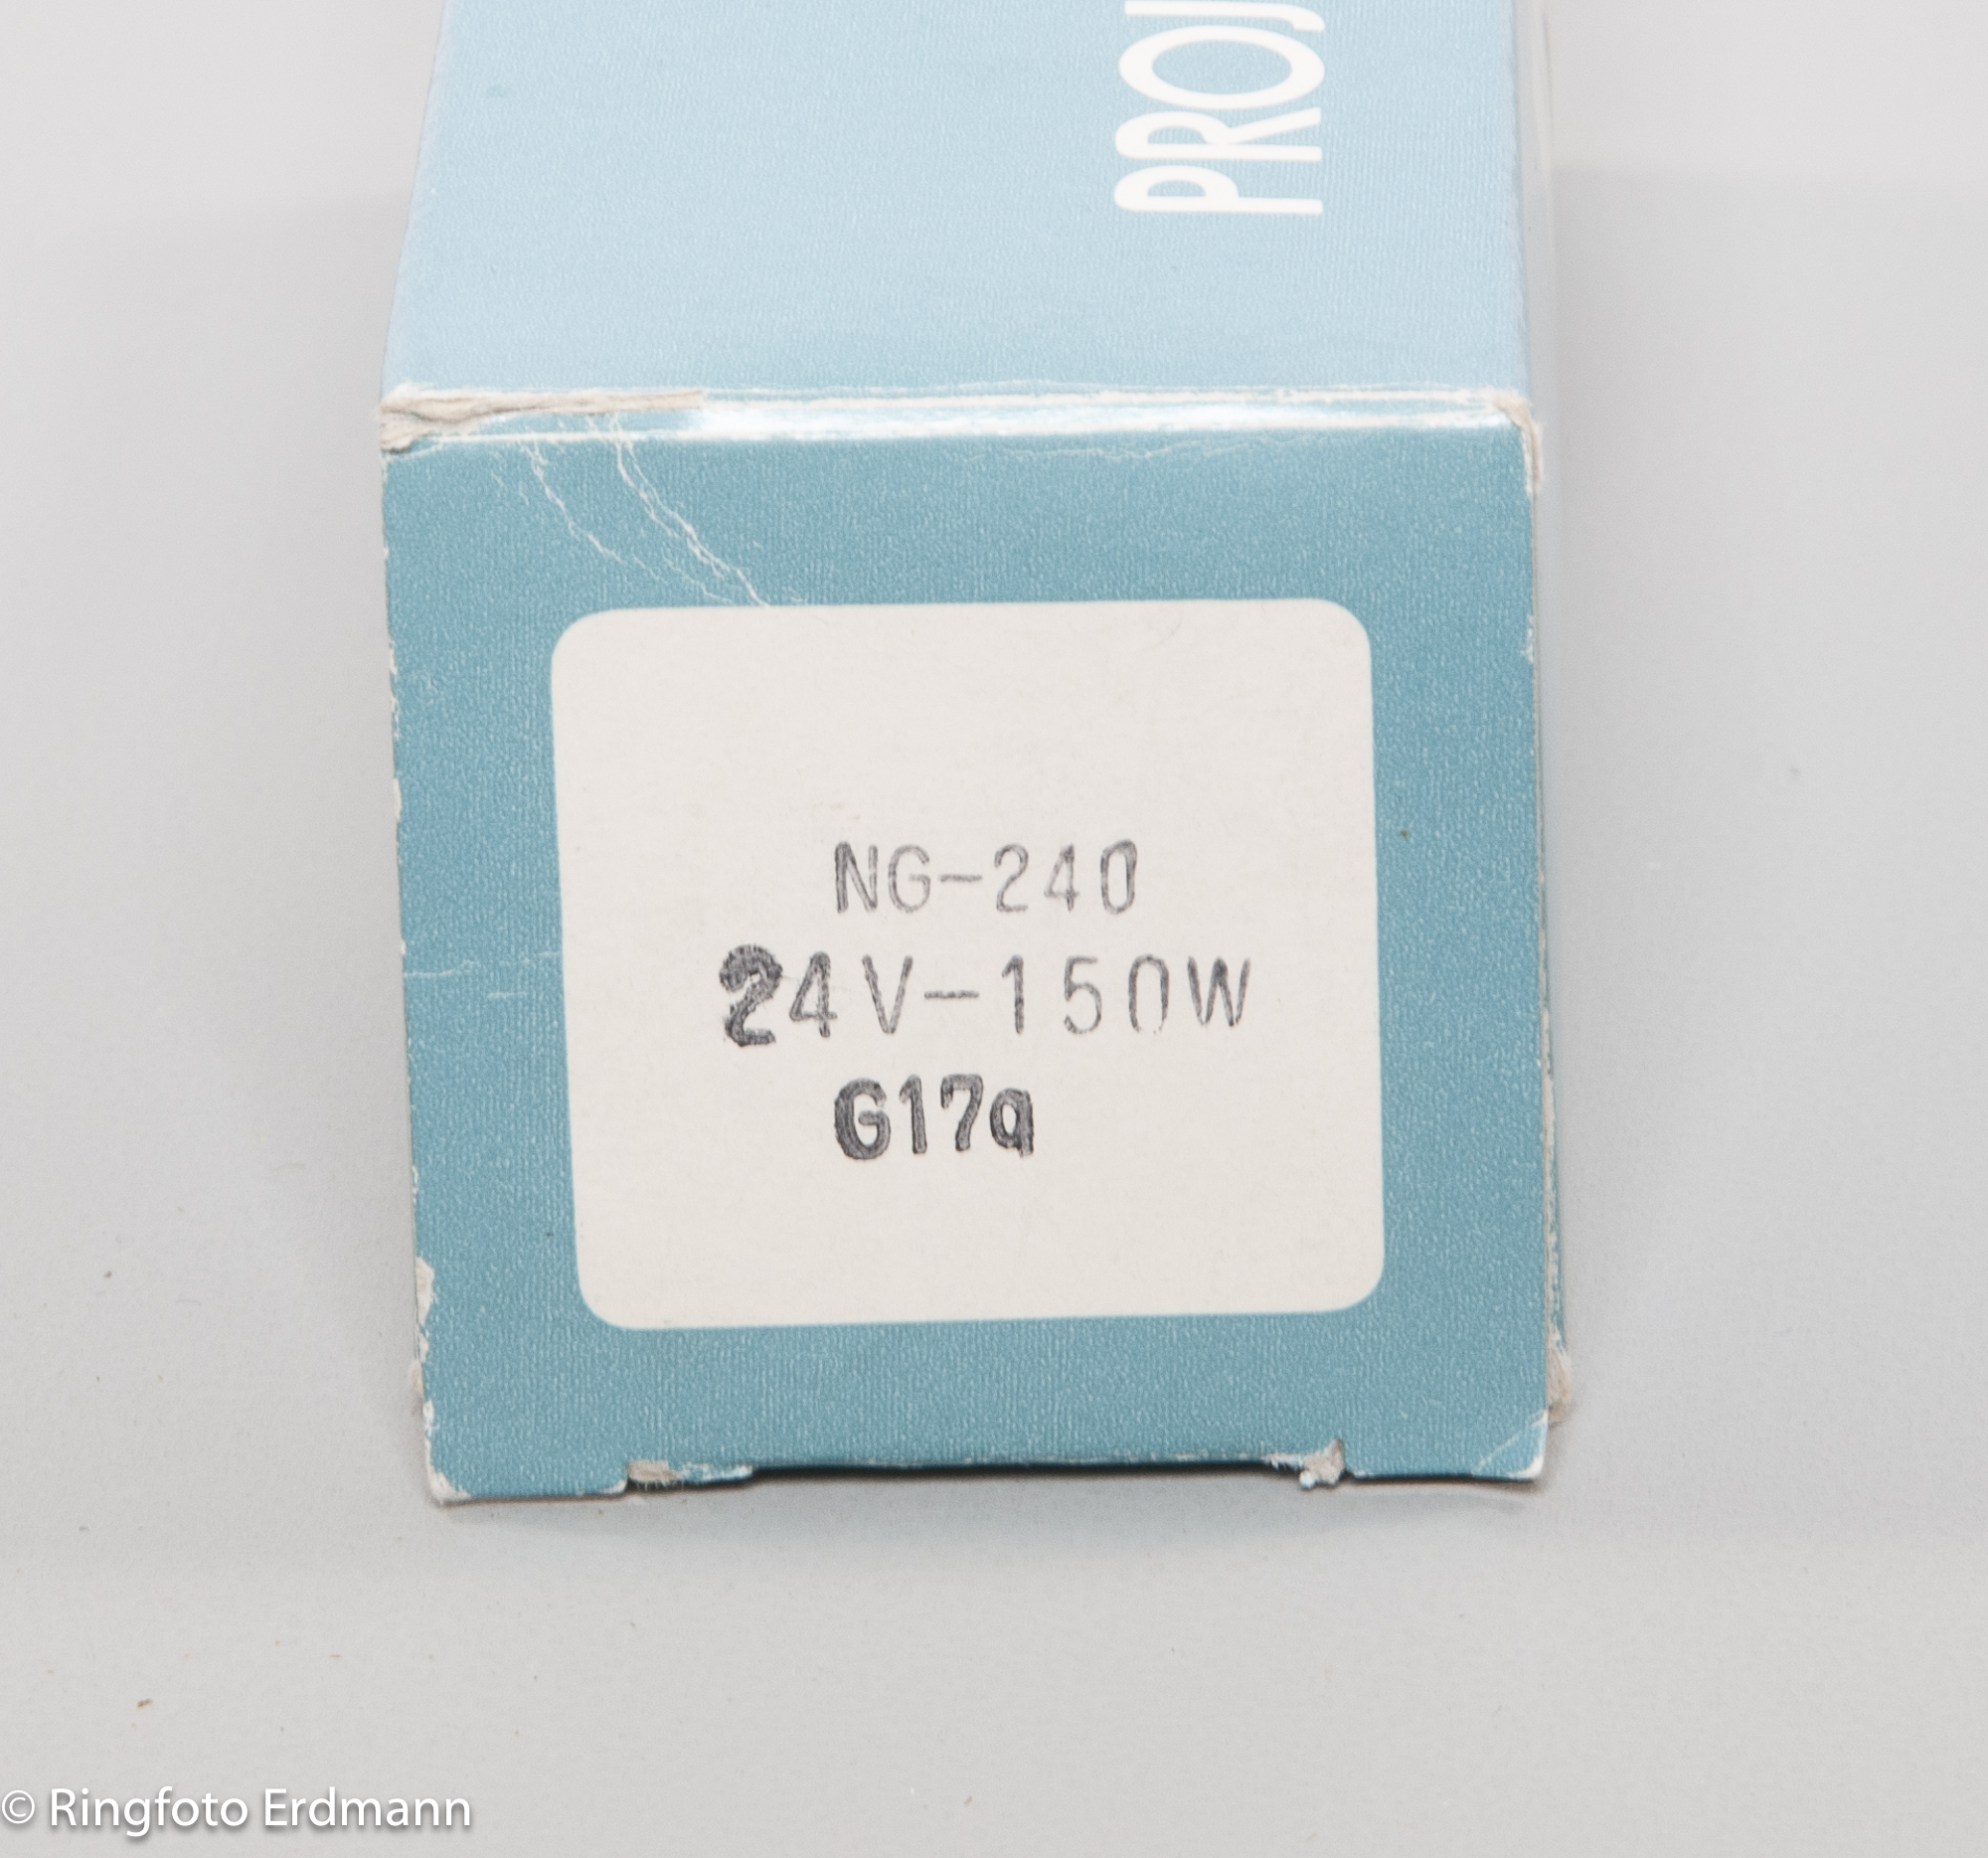 PROJ
NG-240
24V-150W
G17q
© Ringfoto Erdmann